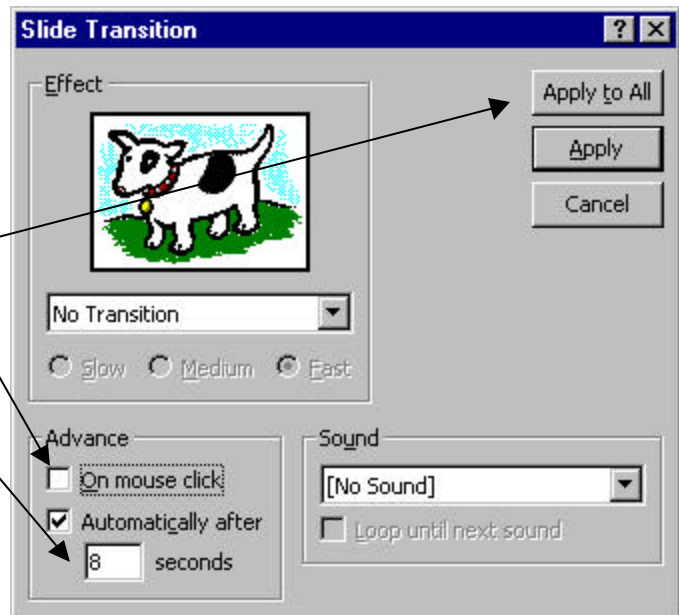 Slide Transition
Effect
Apply to All
Apply
Cancel
No Transition
Slow Medium Fast
Advance
On mouse click
Automatically after
8 seconds
Sound
[No Sound]
Loop until next sound